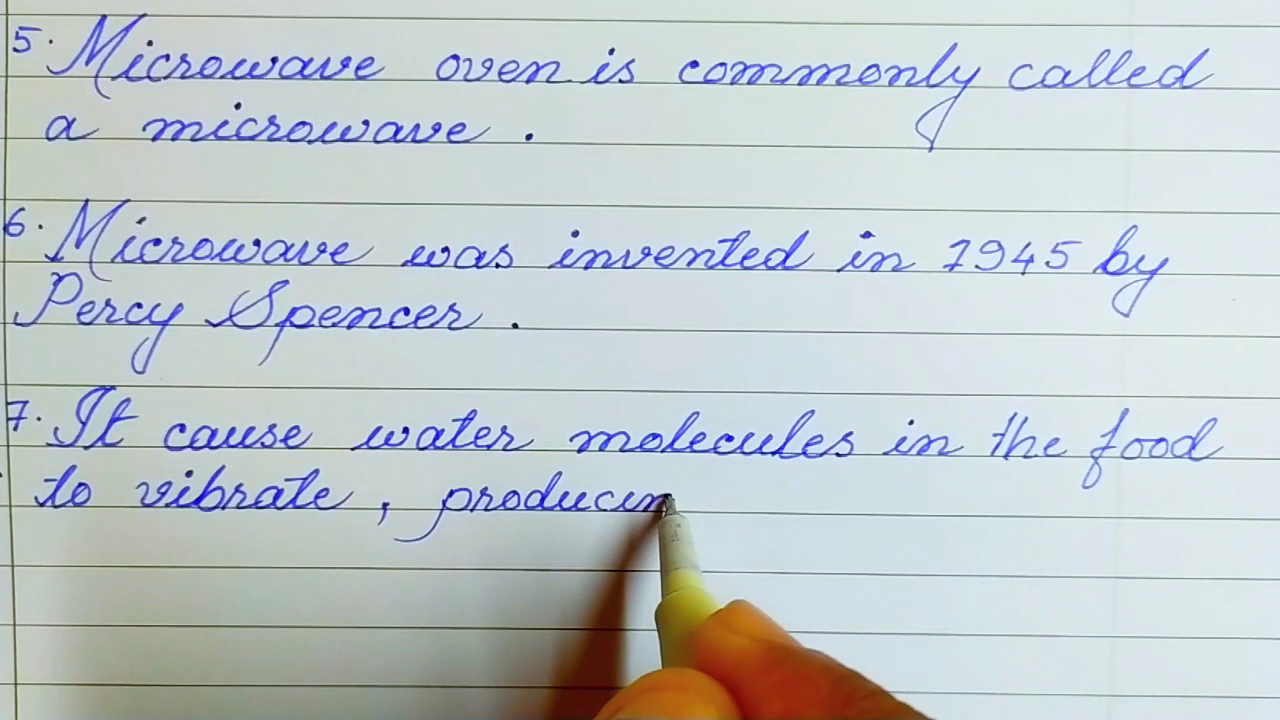 5. Microwave oven is commonly called
a microwave .
6. Microwave was invented in 1945 by
Percy Spencer .
7. It cause water molecules in the food
to vibrate , producin